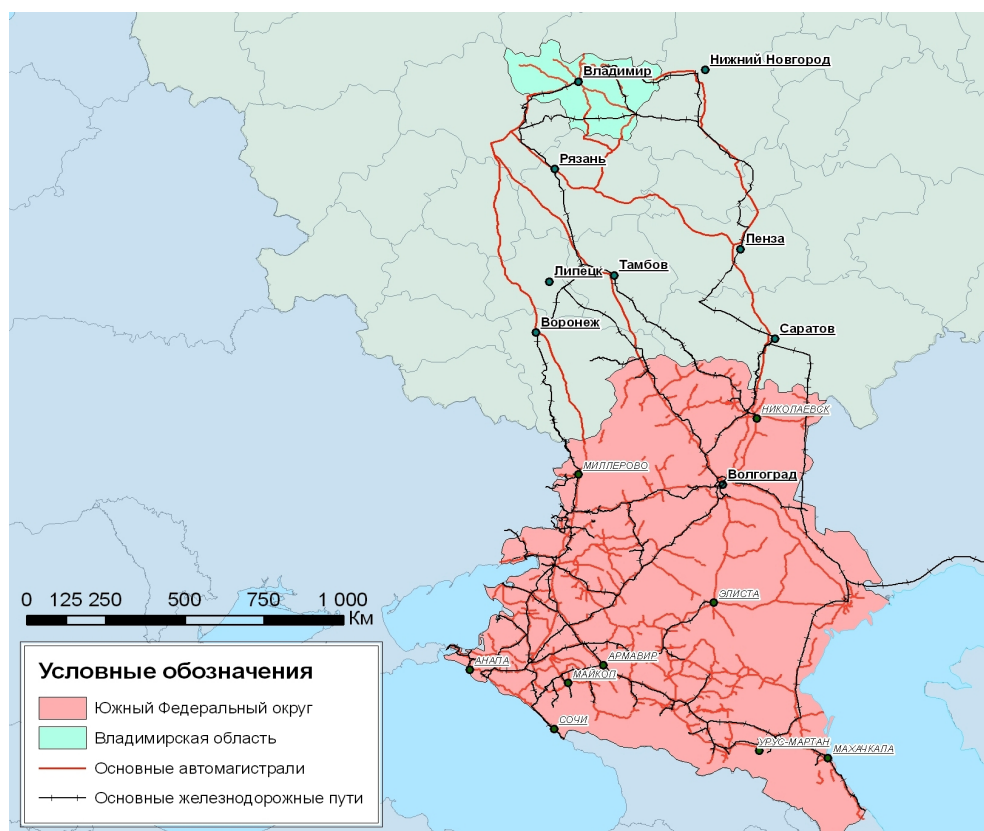 Владимир
Нижний Новгород
Рязань
Пенза
Липецк
Тамбов
Воронеж
Саратов
НИКОЛАЕВСК
МИЛЛЕРОВО
Волгоград
ЭЛИСТА
0 125 250 500 750 1 000
Км
АНАПА
АРМАВИР
МАЙКОП
СОЧИ
УРУС-МАРТАН
МАХАЧКАЛА
Условные обозначения
Южный Федеральный округ
Владимирская область
Основные автомагистрали
Основные железнодорожные пути